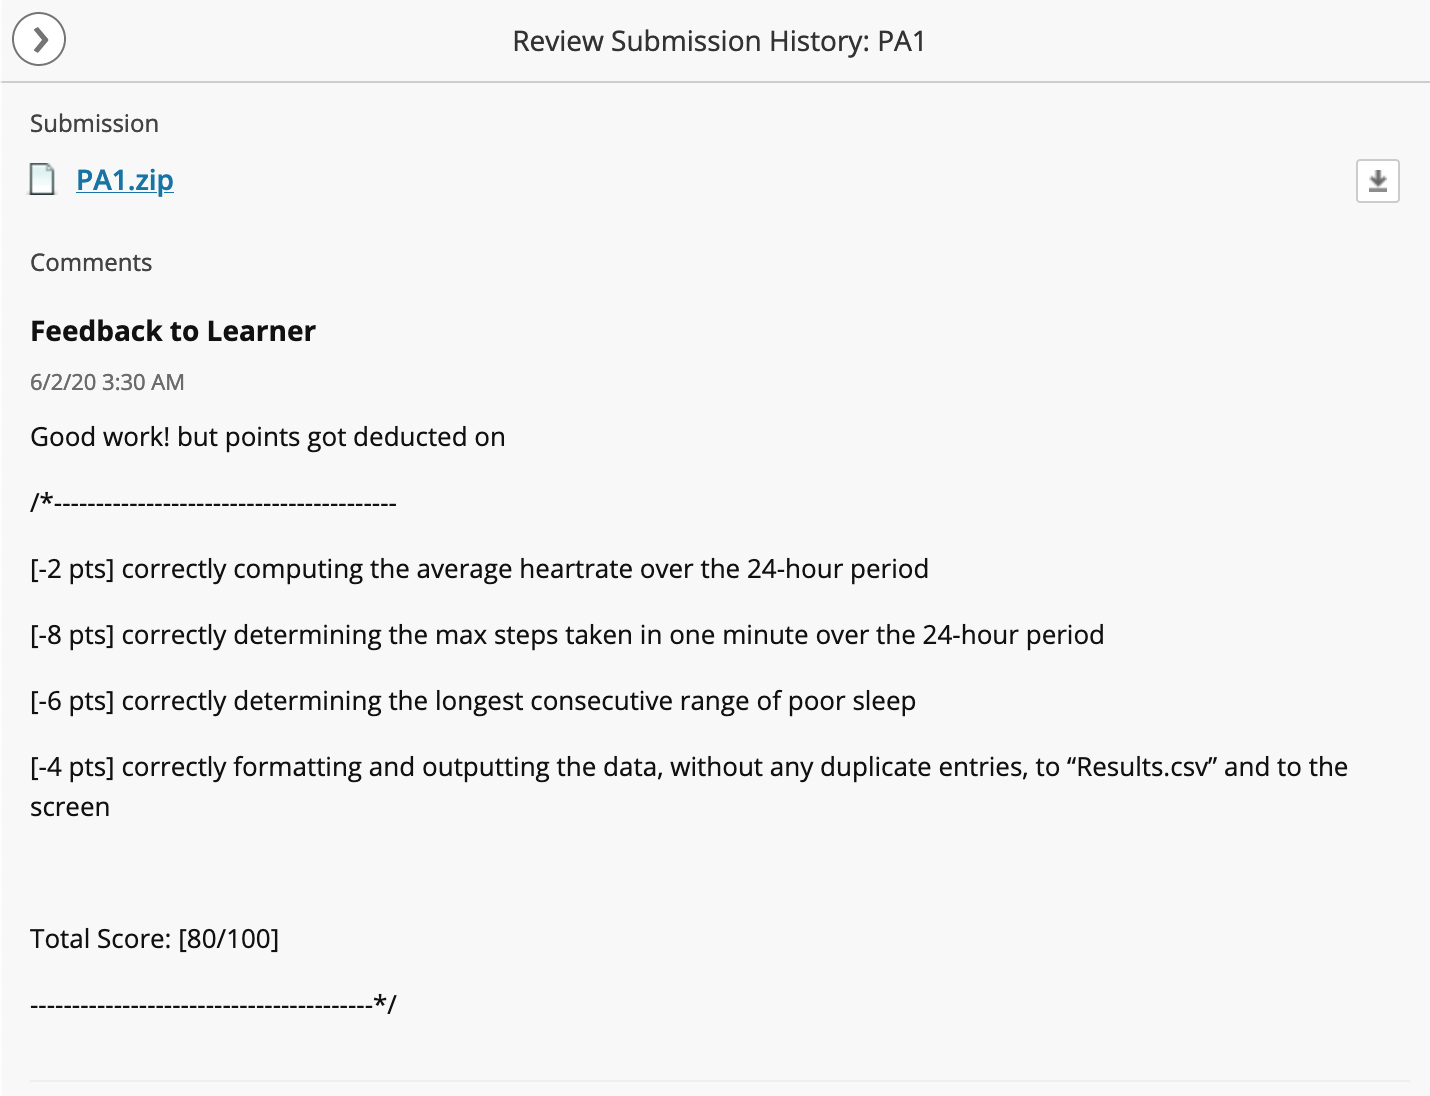 Review Submission History: PA1
Submission
PA1.zip
Comments
Feedback to Learner
6/2/20 3:30 AM
Good work! but points got deducted on
/*-----------------------------------------
[-2 pts] correctly computing the average heartrate over the 24-hour period
[-8 pts] correctly determining the max steps taken in one minute over the 24-hour period
[-6 pts] correctly determining the longest consecutive range of poor sleep
[-4 pts] correctly formatting and outputting the data, without any duplicate entries, to “Results.csv” and to the
screen
Total Score: [80/100]
-----------------------------------------*/